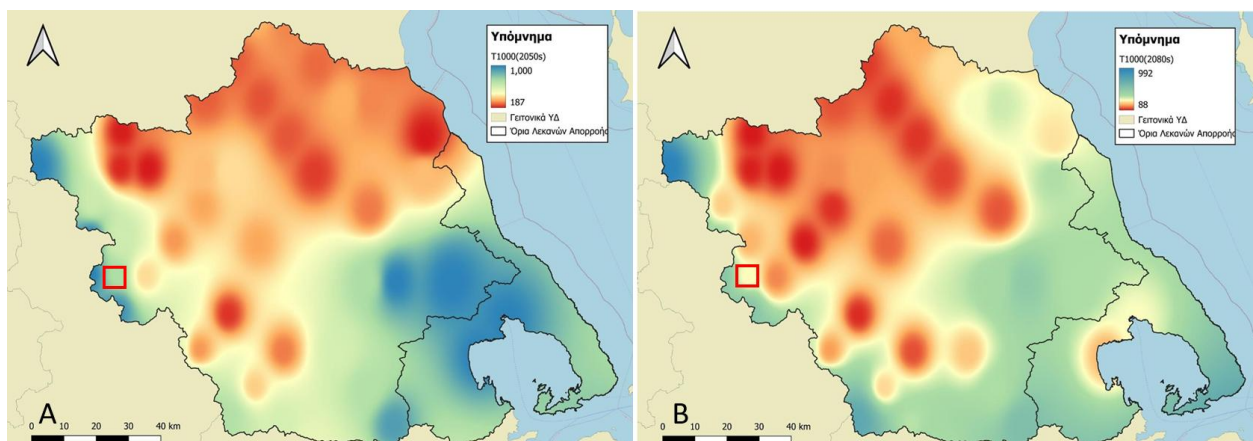 Υπόμνημα
T1000(2050s)
1,000
187
Γειτονικά ΥΔ
Όρια Λεκανών Απορροής
A
0 10 20 30 40 km
Υπόμνημα
T1000(2080s)
992
88
Γειτονικά ΥΔ
Όρια Λεκανών Απορροής
B
0 10 20 30 40 km